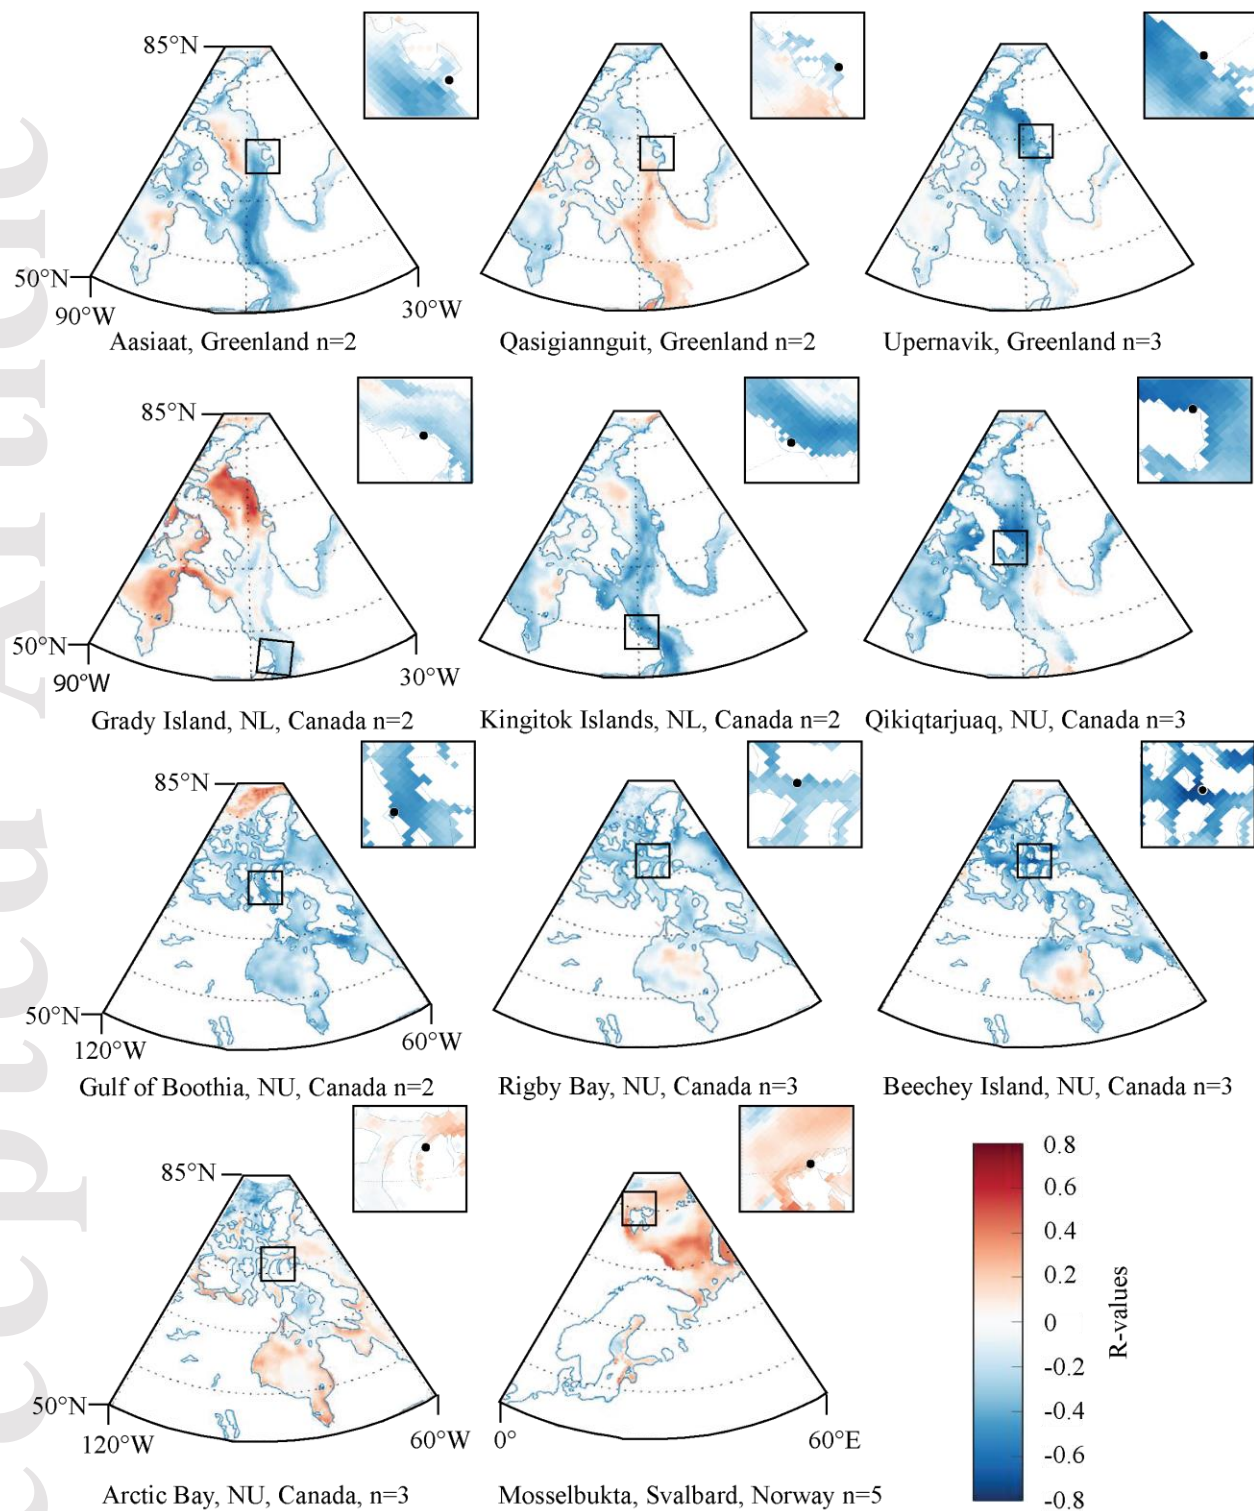 85°N
50°N
90°W
30°W
Aasiaat, Greenland n=2
Qasigiannguit, Greenland n=2
Upernavik, Greenland n=3
85°N
50°N
90°W
30°W
Grady Island, NL, Canada n=2
Kingitok Islands, NL, Canada n=2
Qikiqtarjuaq, NU, Canada n=3
85°N
50°N
120°W
60°W
Gulf of Boothia, NU, Canada n=2
Rigby Bay, NU, Canada n=3
Beechey Island, NU, Canada n=3
85°N
50°N
120°W
60°W
0°
60°E
Arctic Bay, NU, Canada, n=3
Mosselbukta, Svalbard, Norway n=5
0.8
0.6
0.4
0.2
0
-0.2
-0.4
-0.6
-0.8
R-values
Accepted Article